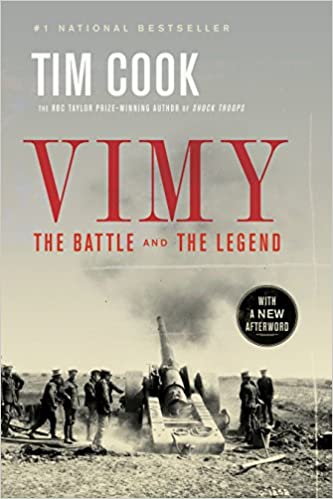 #1 NATIONAL BESTSELLER
TIM COOK
THE RBC TAYLOR PRIZE-WINNING AUTHOR OF SHOCK TROOPS
VIMY
THE BATTLE AND THE LEGEND
WITH
A NEW
AFTERWORD